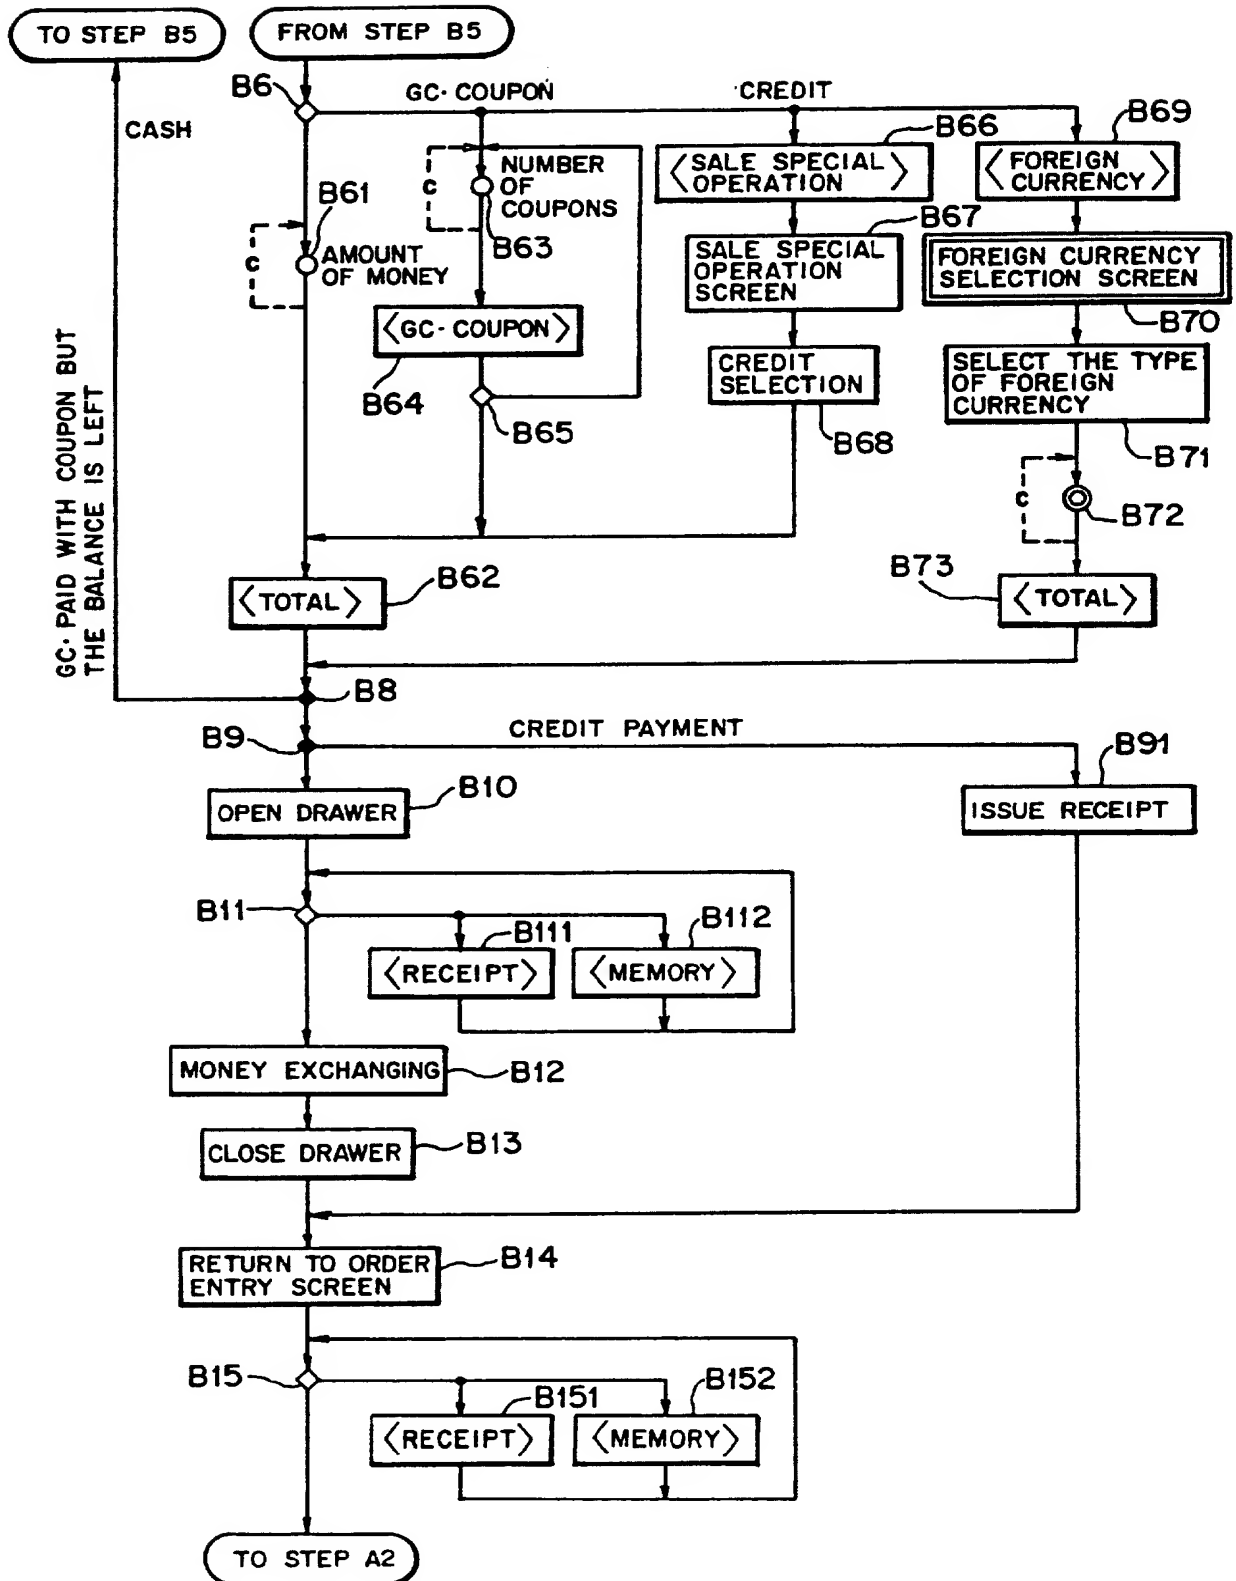 TO STEP B5
FROM STEP B5
B6
GC·COUPON
CREDIT
CASH
B66
B69
<SALE SPECIAL
OPERATION>
<FOREIGN
CURRENCY>
C
NUMBER
OF
COUPONS
B63
B61
C
AMOUNT
OF MONEY
B67
SALE SPECIAL
OPERATION
SCREEN
FOREIGN CURRENCY
SELECTION SCREEN
B70
<GC·COUPON>
B64
B65
CREDIT
SELECTION
B68
SELECT THE TYPE
OF FOREIGN
CURRENCY
B71
C
B72
GC·PAID WITH COUPON BUT
THE BALANCE IS LEFT
<TOTAL>
B62
B73
<TOTAL>
B8
B9
CREDIT PAYMENT
B91
B10
OPEN DRAWER
ISSUE RECEIPT
B11
B111
B112
<RECEIPT>
<MEMORY>
MONEY EXCHANGING
B12
CLOSE DRAWER
B13
RETURN TO ORDER
ENTRY SCREEN
B14
B15
B151
B152
<RECEIPT>
<MEMORY>
TO STEP A2